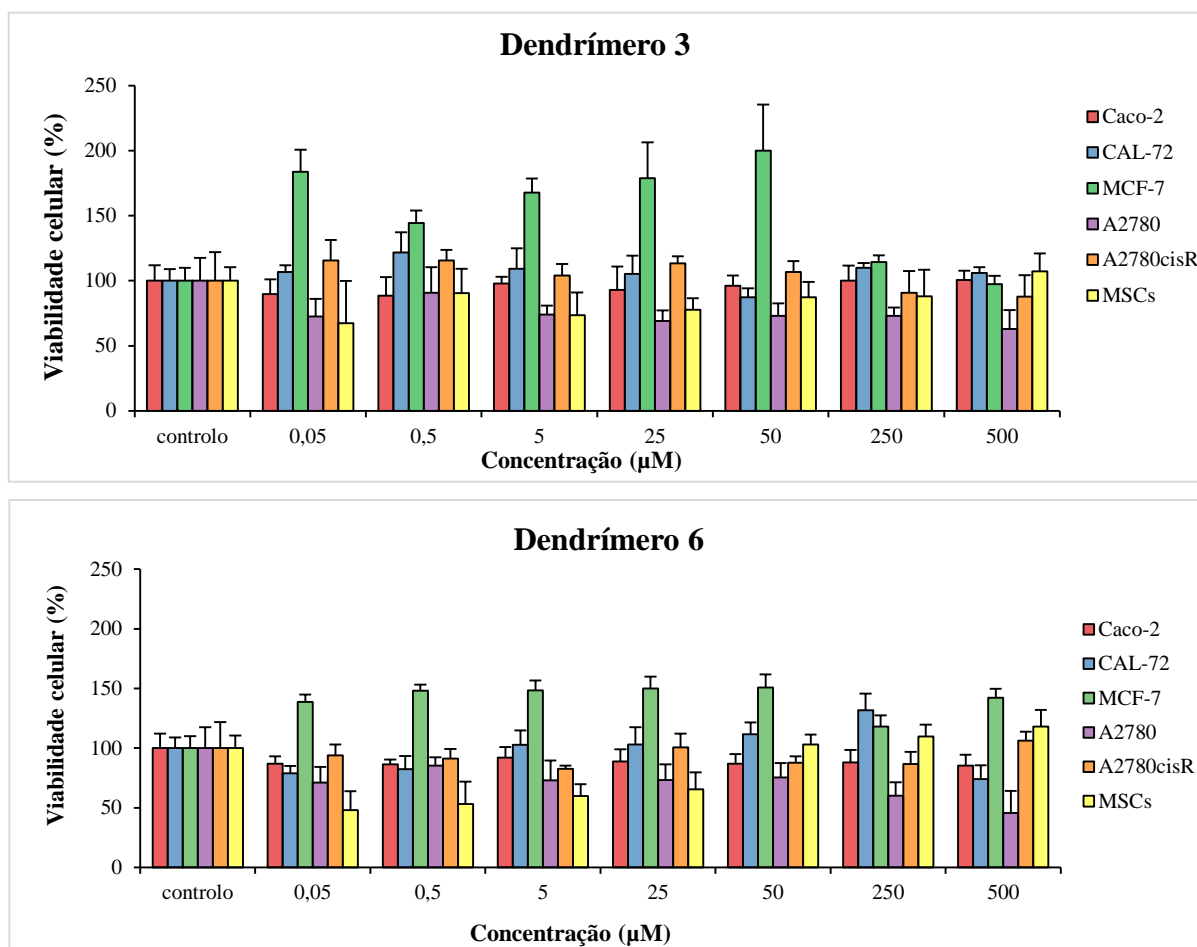 Dendrímero 3
250
200
150
100
50
0
Viabilidade celular (%)
controlo 0,05 0,5 5 25 50 250 500
Concentração (µM)
Caco-2
CAL-72
MCF-7
A2780
A2780cisR
MSCs
Dendrímero 6
250
200
150
100
50
0
Viabilidade celular (%)
controlo 0,05 0,5 5 25 50 250 500
Concentração (µM)
Caco-2
CAL-72
MCF-7
A2780
A2780cisR
MSCs